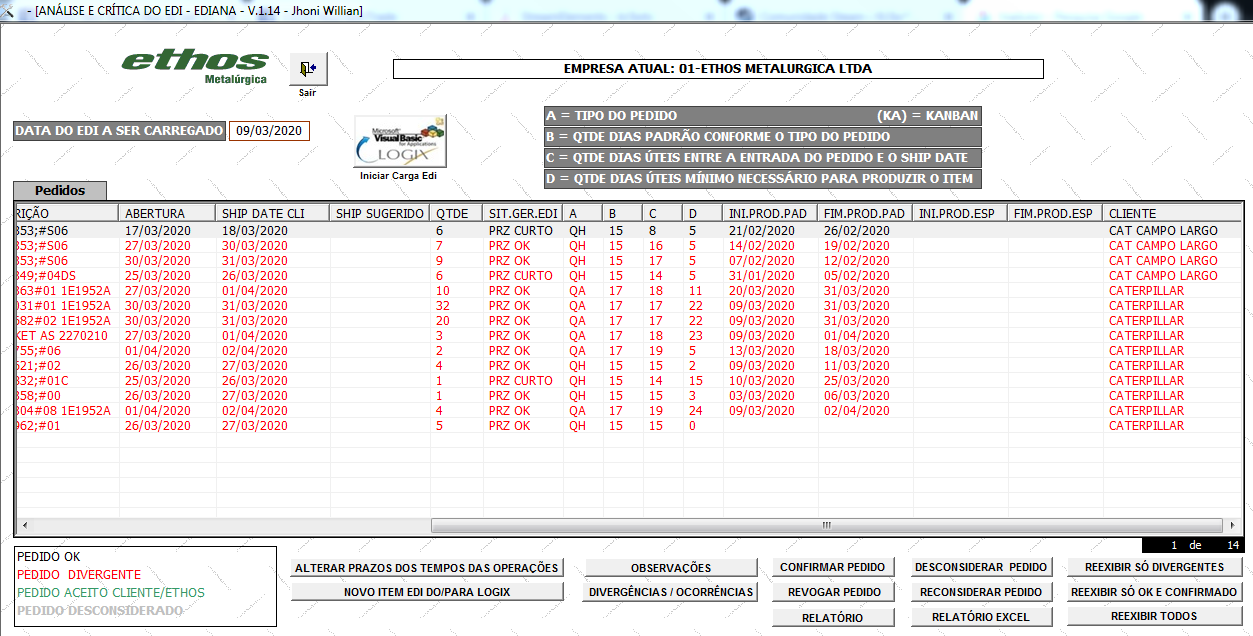 - [ANÁLISE E CRÍTICA DO EDI - EDIANA - V.1.14 - Jhoni Willian]
ethos
Metalúrgica
Sair
EMPRESA ATUAL: 01-ETHOS METALURGICA LTDA
DATA DO EDI A SER CARREGADO 09/03/2020
Microsoft
Visual Basic
for Applications
LOGIX
Iniciar Carga Edi
A = TIPO DO PEDIDO (KA) = KANBAN
B = QTDE DIAS PADRÃO CONFORME O TIPO DO PEDIDO
C = QTDE DIAS ÚTEIS ENTRE A ENTRADA DO PEDIDO E O SHIP DATE
D = QTDE DIAS ÚTEIS MÍNIMO NECESSÁRIO PARA PRODUZIR O ITEM
Pedidos
RIÇÃO ABERTURA SHIP DATE CLI SHIP SUGERIDO QTDE SIT.GER.EDI A B C D INI.PROD.PAD FIM.PROD.PAD INI.PROD.ESP FIM.PROD.ESP CLIENTE
353;#S06 17/03/2020 18/03/2020 6 PRZ CURTO QH 15 8 5 21/02/2020 26/02/2020 CAT CAMPO LARGO
353;#S06 27/03/2020 30/03/2020 7 PRZ OK QH 15 16 5 14/02/2020 19/02/2020 CAT CAMPO LARGO
353;#S06 30/03/2020 31/03/2020 9 PRZ OK QH 15 17 5 07/02/2020 12/02/2020 CAT CAMPO LARGO
349;#04DS 25/03/2020 26/03/2020 6 PRZ CURTO QH 15 14 5 31/01/2020 05/02/2020 CAT CAMPO LARGO
363#01 1E1952A 27/03/2020 01/04/2020 10 PRZ OK QA 17 18 11 20/03/2020 31/03/2020 CATERPILLAR
031#01 1E1952A 30/03/2020 31/03/2020 32 PRZ OK QA 17 17 22 09/03/2020 31/03/2020 CATERPILLAR
682#02 1E1952A 30/03/2020 31/03/2020 20 PRZ OK QA 17 17 22 09/03/2020 31/03/2020 CATERPILLAR
KET AS 2270210 27/03/2020 01/04/2020 3 PRZ OK QA 17 18 23 09/03/2020 01/04/2020 CATERPILLAR
755;#06 01/04/2020 02/04/2020 2 PRZ OK QA 17 19 5 13/03/2020 18/03/2020 CATERPILLAR
621;#02 26/03/2020 27/03/2020 4 PRZ OK QH 15 15 2 09/03/2020 11/03/2020 CATERPILLAR
332;#01C 25/03/2020 26/03/2020 1 PRZ CURTO QH 15 14 15 10/03/2020 25/03/2020 CATERPILLAR
358;#00 26/03/2020 27/03/2020 1 PRZ OK QH 15 15 3 03/03/2020 06/03/2020 CATERPILLAR
304#08 1E1952A 01/04/2020 02/04/2020 4 PRZ OK QA 17 19 24 09/03/2020 02/04/2020 CATERPILLAR
962;#01 26/03/2020 27/03/2020 5 PRZ OK QH 15 15 0 CATERPILLAR
1 de 14
PEDIDO OK
PEDIDO DIVERGENTE
PEDIDO ACEITO CLIENTE/ETHOS
PEDIDO DESCONSIDERADO
ALTERAR PRAZOS DOS TEMPOS DAS OPERAÇÕES OBSERVAÇÕES CONFIRMAR PEDIDO DESCONSIDERAR PEDIDO REEXIBIR SÓ DIVERGENTES
NOVO ITEM EDI DO/PARA LOGIX DIVERGÊNCIAS / OCORRÊNCIAS REVOGAR PEDIDO RECONSIDERAR PEDIDO REEXIBIR SÓ OK E CONFIRMADO
RELATÓRIO RELATÓRIO EXCEL REEXIBIR TODOS